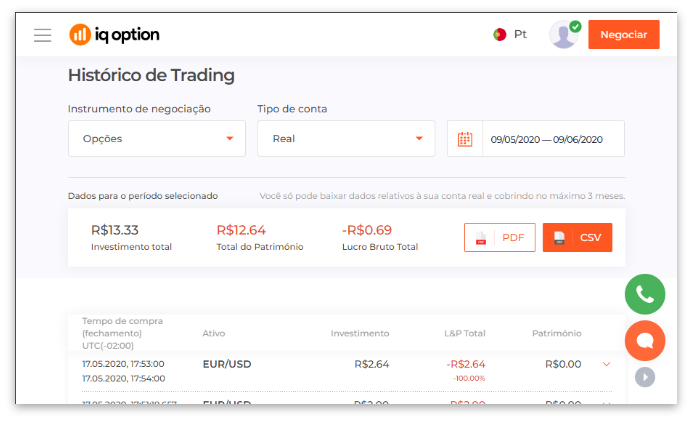 iq option
Pt
Negociar
Histórico de Trading
Instrumento de negociação
Tipo de conta
Opções
Real
09/05/2020 — 09/06/2020
Dados para o período selecionado
Você só pode baixar dados relativos à sua conta real e cobrindo no máximo 3 meses.
R$13.33
R$12.64
-R$0.69
PDF
CSV
Investimento total
Total do Patrimônio
Lucro Bruto Total
Tempo de compra
(fechamento)
UTC(-02:00)
Ativo
Investimento
L&P Total
Patrimônio
17.05.2020, 17:53:00
EUR/USD
R$2.64
-R$2.64
R$0.00
17.05.2020, 17:54:00
-100.00%
EUR/USD
R$2.00
R$0.00